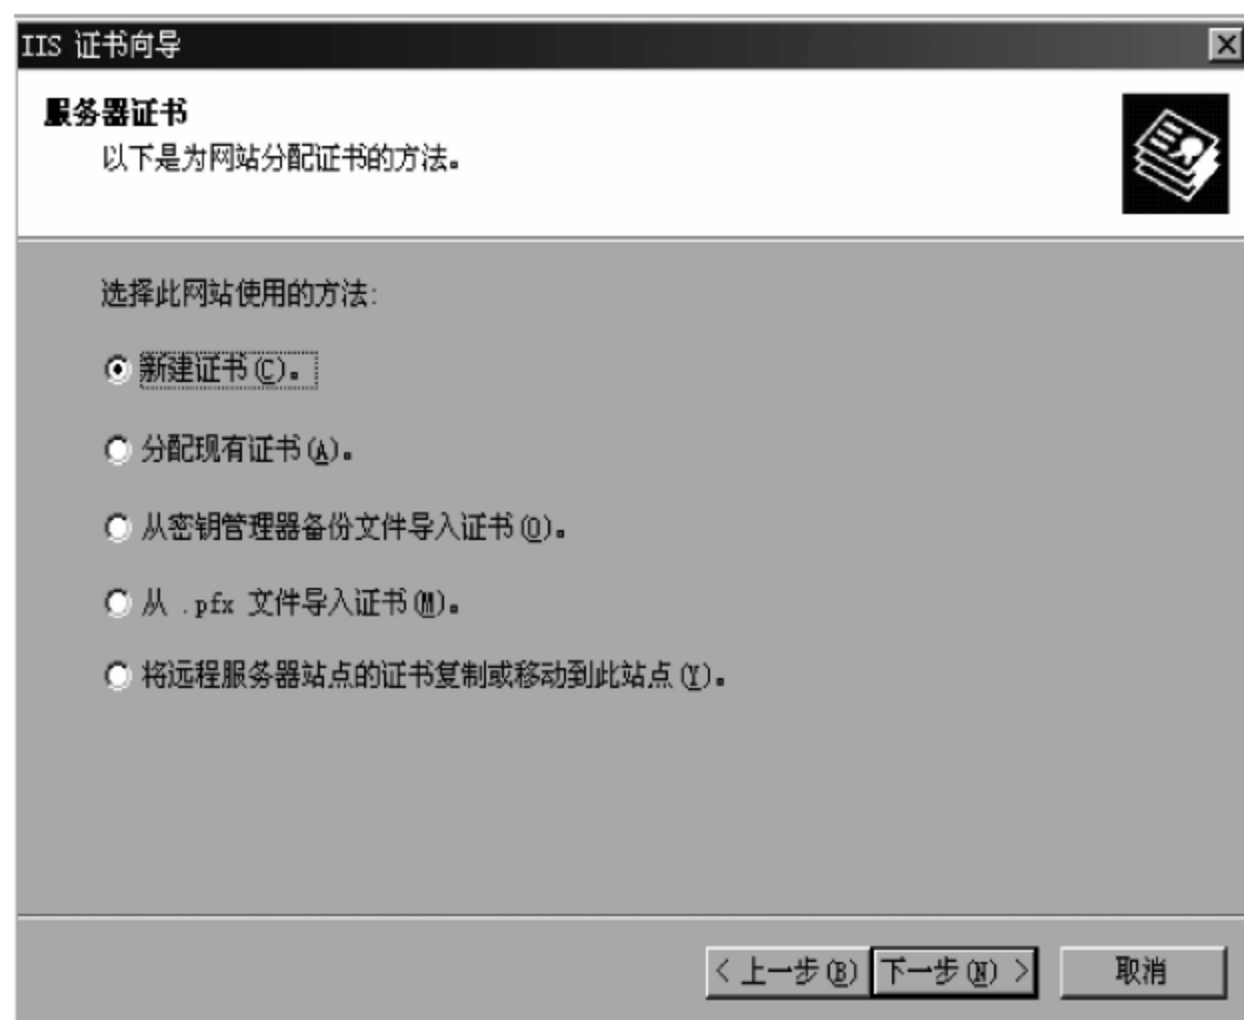 IIS 证书向导
服务器证书
以下是为网站分配证书的方法。
选择此网站使用的方法:
新建证书(C)。
分配现有证书(A)。
从密钥管理器备份文件导入证书(O)。
从 .pfx 文件导入证书(M)。
将远程服务器站点的证书复制或移动到此站点(Y)。
< 上一步(B) 下一步(N) > 取消